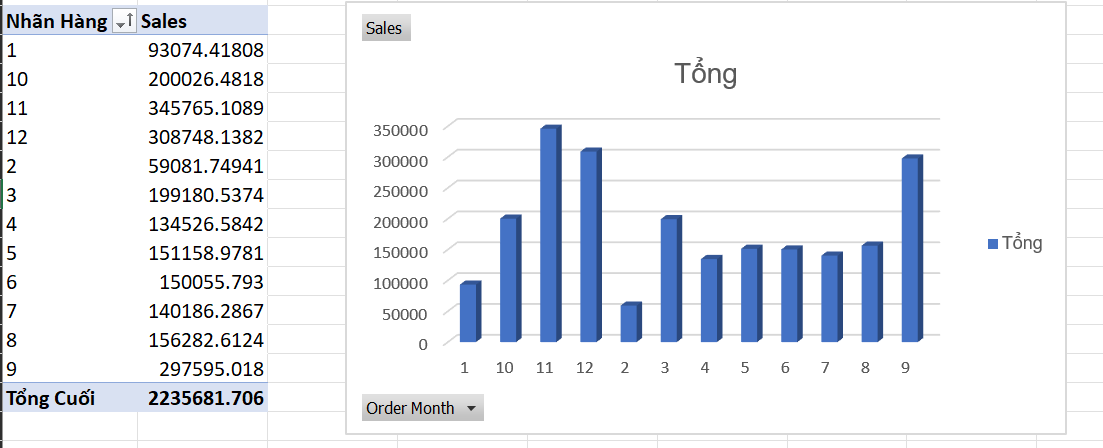 Nhãn Hàng Sales
1 93074.41808
10 200026.4818
11 345765.1089
12 308748.1382
2 59081.74941
3 199180.5374
4 134526.5842
5 151158.9781
6 150055.793
7 140186.2867
8 156282.6124
9 297595.018
Tổng Cuối 2235681.706
Sales
Tổng
350000
300000
250000
200000
150000
100000
50000
0
1 10 11 12 2 3 4 5 6 7 8 9
Tổng
Order Month